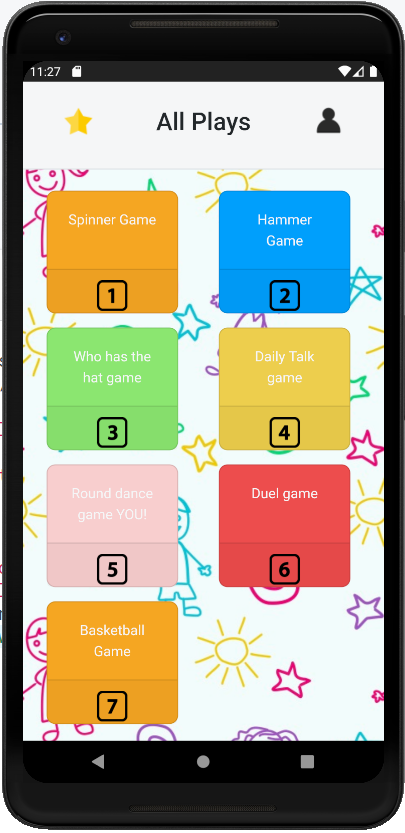 11:27
All Plays
Spinner Game
1
Hammer
Game
2
Who has the
hat game
3
Daily Talk
game
4
Round dance
game YOU!
5
Duel game
6
Basketball
Game
7